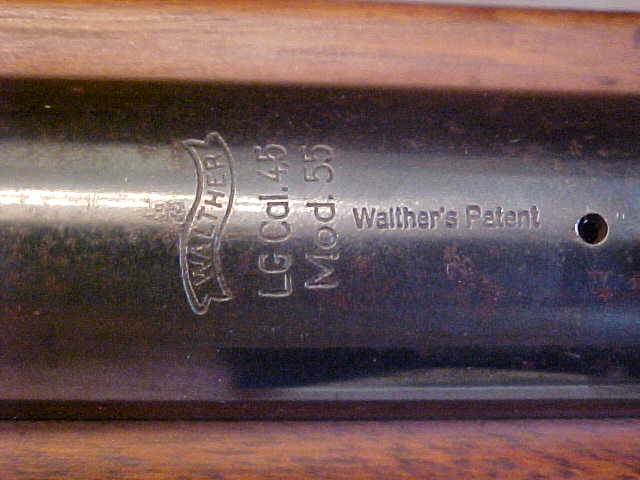 WALTHER
LG Cal. 4,5
Mod. 55
Walther's Patent